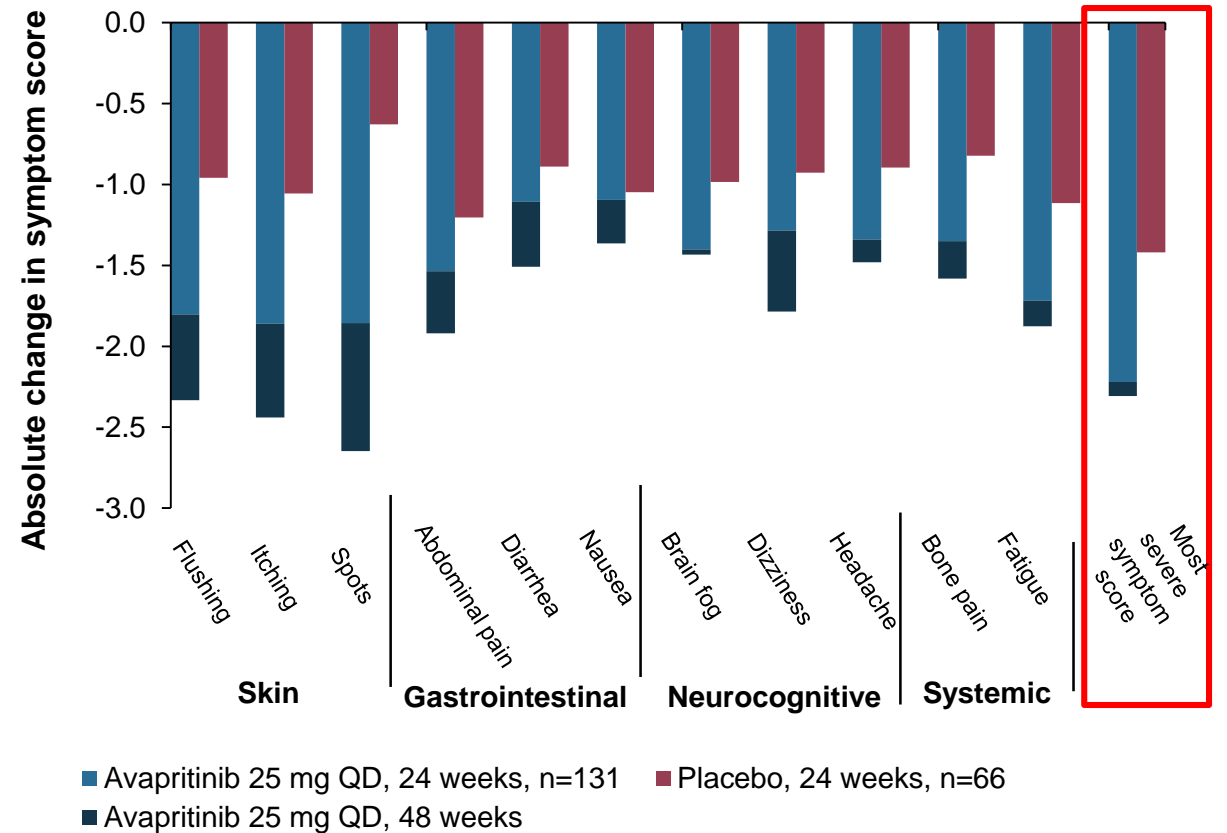 Absolute change in symptom score
0.0
-0.5
-1.0
-1.5
-2.0
-2.5
-3.0
Flushing
Itching
Spots
Abdominal pain
Diarrhea
Nausea
Brain fog
Dizziness
Headache
Bone pain
Fatigue
Most
severe
symptom
score
Skin
Gastrointestinal
Neurocognitive
Systemic
Avapritinib 25 mg QD, 24 weeks, n=131
Placebo, 24 weeks, n=66
Avapritinib 25 mg QD, 48 weeks